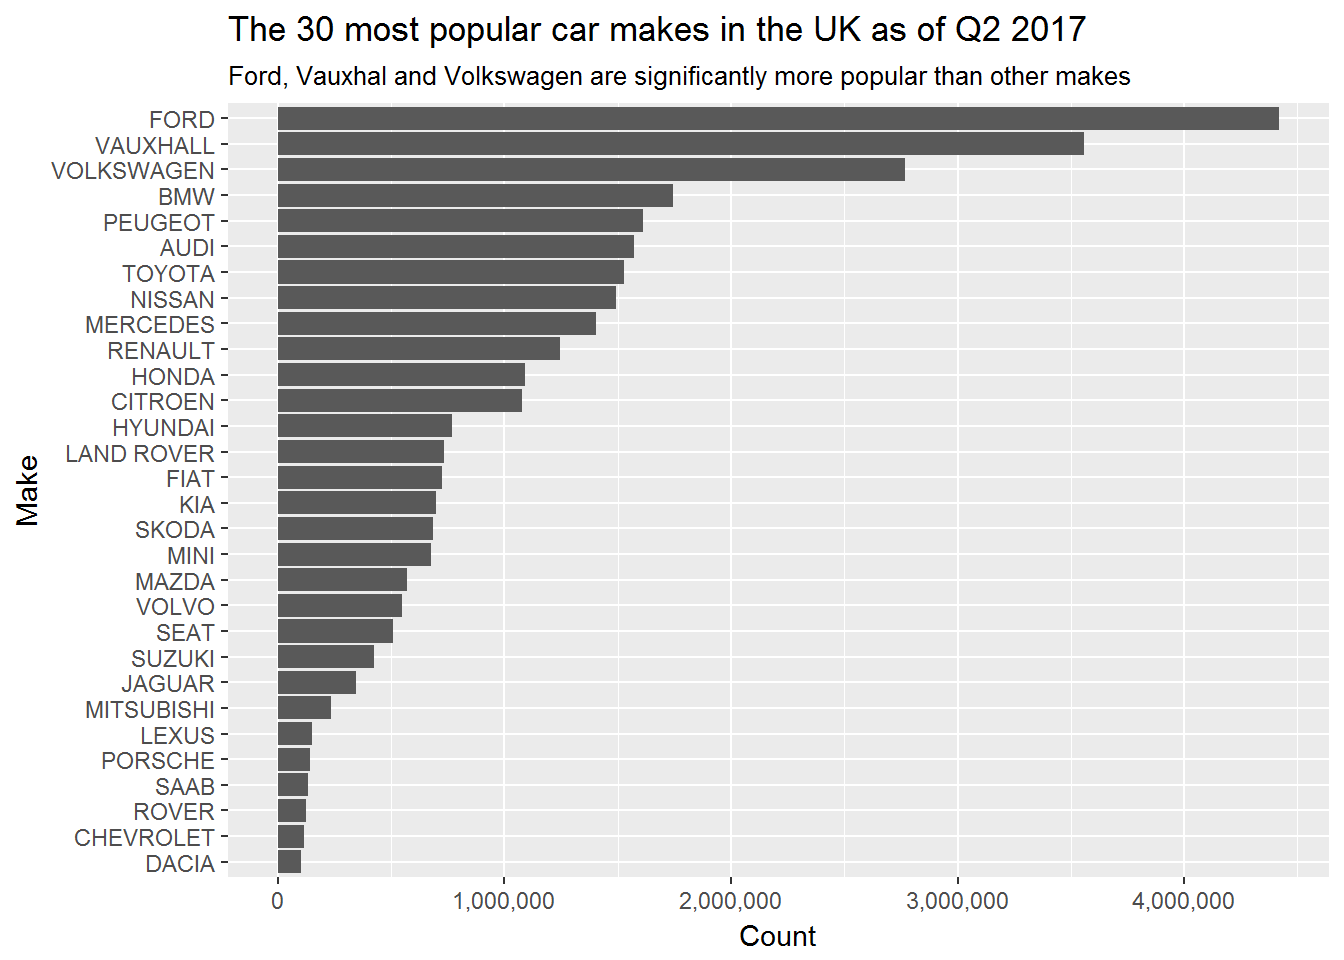 The 30 most popular car makes in the UK as of Q2 2017
Ford, Vauxhal and Volkswagen are significantly more popular than other makes
FORD
VAUXHALL
VOLKSWAGEN
BMW
PEUGEOT
AUDI
TOYOTA
NISSAN
MERCEDES
RENAULT
HONDA
CITROEN
HYUNDAI
LAND ROVER
FIAT
KIA
SKODA
MINI
MAZDA
VOLVO
SEAT
SUZUKI
JAGUAR
MITSUBISHI
LEXUS
PORSCHE
SAAB
ROVER
CHEVROLET
DACIA
Make
0 1,000,000 2,000,000 3,000,000 4,000,000
Count